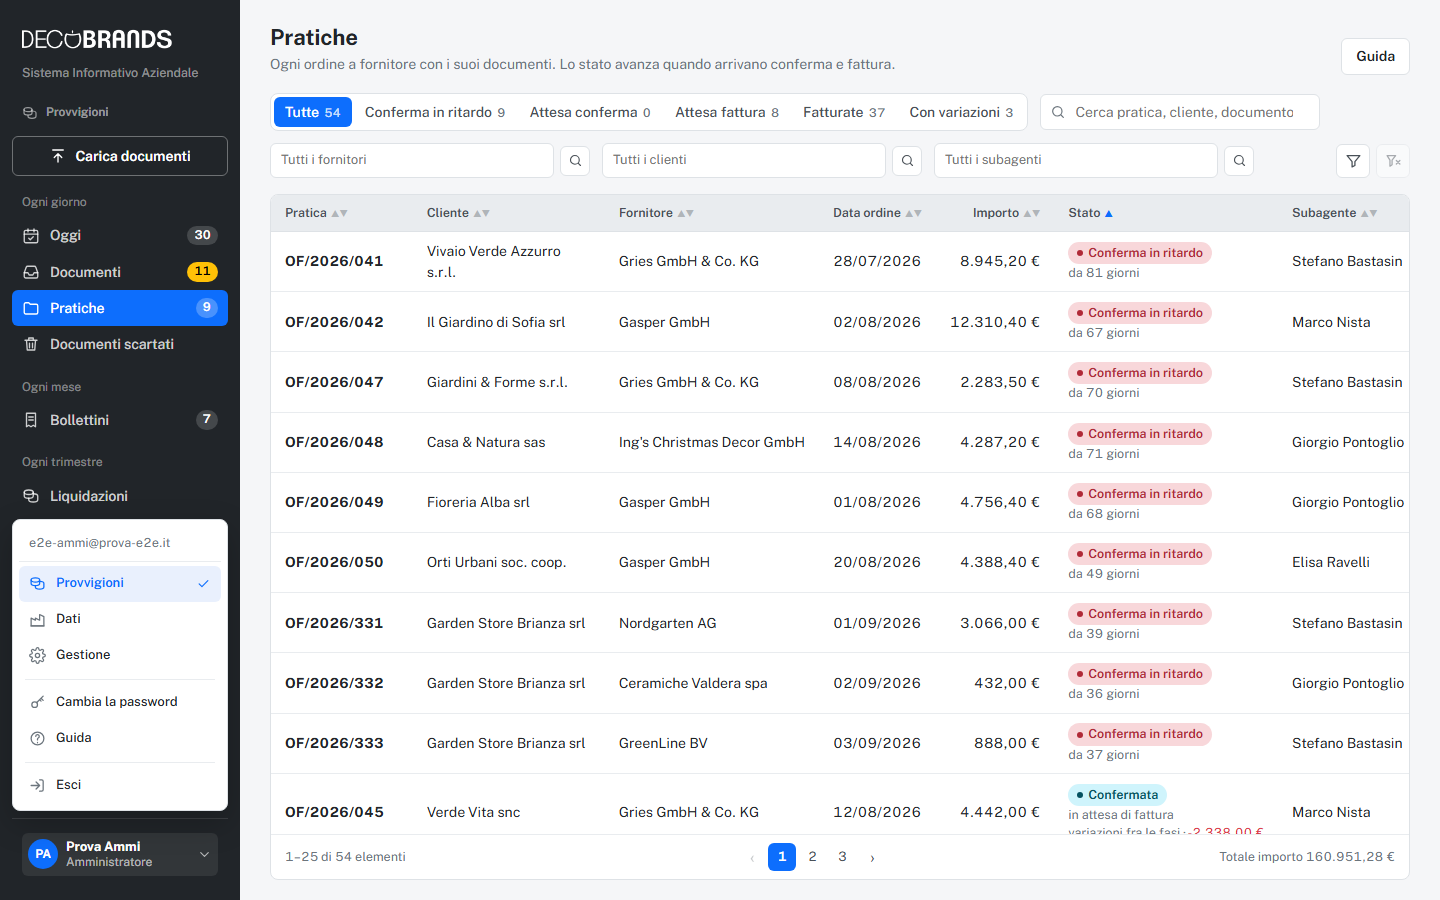 DECOBRANDS
Sistema Informativo Aziendale
Provvigioni
Carica documenti
Ogni giorno
Oggi 30
Documenti 11
Pratiche 9
Documenti scartati
Ogni mese
Bollettini 7
Ogni trimestre
Liquidazioni
e2e-ammi@prova-e2e.it
Provvigioni
Dati
Gestione
Cambia la password
Guida
Esci
PA
Prova Ammi
Amministratore
Pratiche
Ogni ordine a fornitore con i suoi documenti. Lo stato avanza quando arrivano conferma e fattura.
Guida
Tutte 54 Conferma in ritardo 9 Attesa conferma 0 Attesa fattura 8 Fatturate 37 Con variazioni 3
Cerca pratica, cliente, documento
Tutti i fornitori
Tutti i clienti
Tutti i subagenti
Pratica Cliente Fornitore Data ordine Importo Stato Subagente
OF/2026/041 Vivaio Verde Azzurro s.r.l. Gries GmbH & Co. KG 28/07/2026 8.945,20 € Conferma in ritardo Stefano Bastasin
da 81 giorni
OF/2026/042 Il Giardino di Sofia srl Gasper GmbH 02/08/2026 12.310,40 € Conferma in ritardo Marco Nista
da 67 giorni
OF/2026/047 Giardini & Forme s.r.l. Gries GmbH & Co. KG 08/08/2026 2.283,50 € Conferma in ritardo Stefano Bastasin
da 70 giorni
OF/2026/048 Casa & Natura sas Ing's Christmas Decor GmbH 14/08/2026 4.287,20 € Conferma in ritardo Giorgio Pontoglio
da 71 giorni
OF/2026/049 Fioreria Alba srl Gasper GmbH 01/08/2026 4.756,40 € Conferma in ritardo Giorgio Pontoglio
da 68 giorni
OF/2026/050 Orti Urbani soc. coop. Gasper GmbH 20/08/2026 4.388,40 € Conferma in ritardo Elisa Ravelli
da 49 giorni
OF/2026/331 Garden Store Brianza srl Nordgarten AG 01/09/2026 3.066,00 € Conferma in ritardo Stefano Bastasin
da 39 giorni
OF/2026/332 Garden Store Brianza srl Ceramiche Valdera spa 02/09/2026 432,00 € Conferma in ritardo Giorgio Pontoglio
da 36 giorni
OF/2026/333 Garden Store Brianza srl GreenLine BV 03/09/2026 888,00 € Conferma in ritardo Stefano Bastasin
da 37 giorni
OF/2026/045 Verde Vita snc Gries GmbH & Co. KG 12/08/2026 4.442,00 € Confermata Marco Nista
in attesa di fattura
variazioni fra le fasi · -2.338,00 €
1–25 di 54 elementi
‹ 1 2 3 ›
Totale importo 160.951,28 €